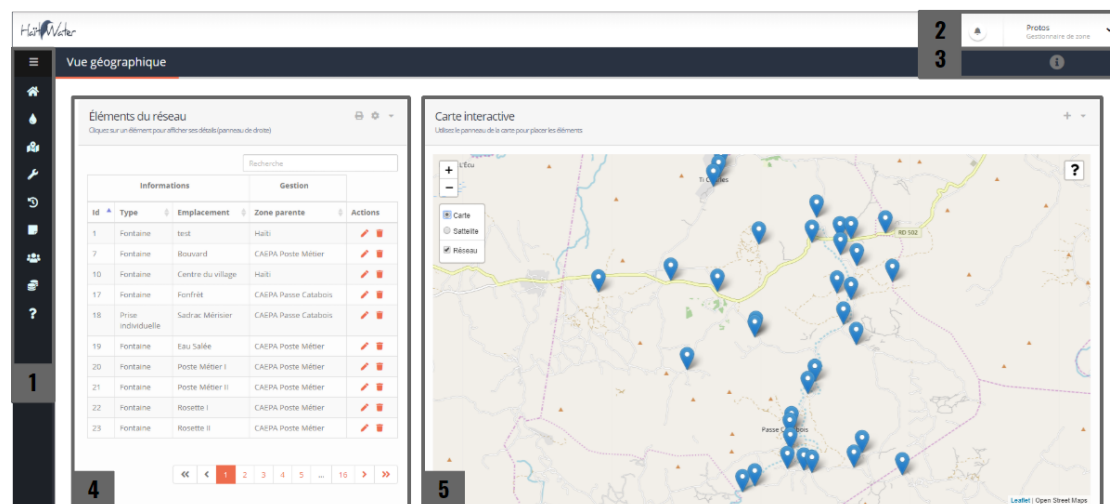 Haïti Water
2
Protos
Gestionnaire de zone
3
Vue géographique
Éléments du réseau
Cliquez sur un élément pour afficher ses détails (panneau de droite)
Recherche
Informations Gestion
Id Type Emplacement Zone parente Actions
1 Fontaine test Haïti
7 Fontaine Bouvard CAEPA Poste Métier
10 Fontaine Centre du village Haïti
17 Fontaine Fonfrèt CAEPA Passe Catabois
18 Prise individuelle Sadrac Mérisier CAEPA Passe Catabois
19 Fontaine Eau Salée CAEPA Poste Métier
20 Fontaine Poste Métier I CAEPA Poste Métier
21 Fontaine Poste Métier II CAEPA Poste Métier
22 Fontaine Rosette I CAEPA Poste Métier
23 Fontaine Rosette II CAEPA Poste Métier
« ‹ 1 2 3 4 5 ... 16 › »
1
4
Carte interactive
Utilisez le panneau de la carte pour placer les éléments
+
−
Carte
Satteite
Réseau
?
L'Écu
RD 502
5
Leaflet | Open Street Maps